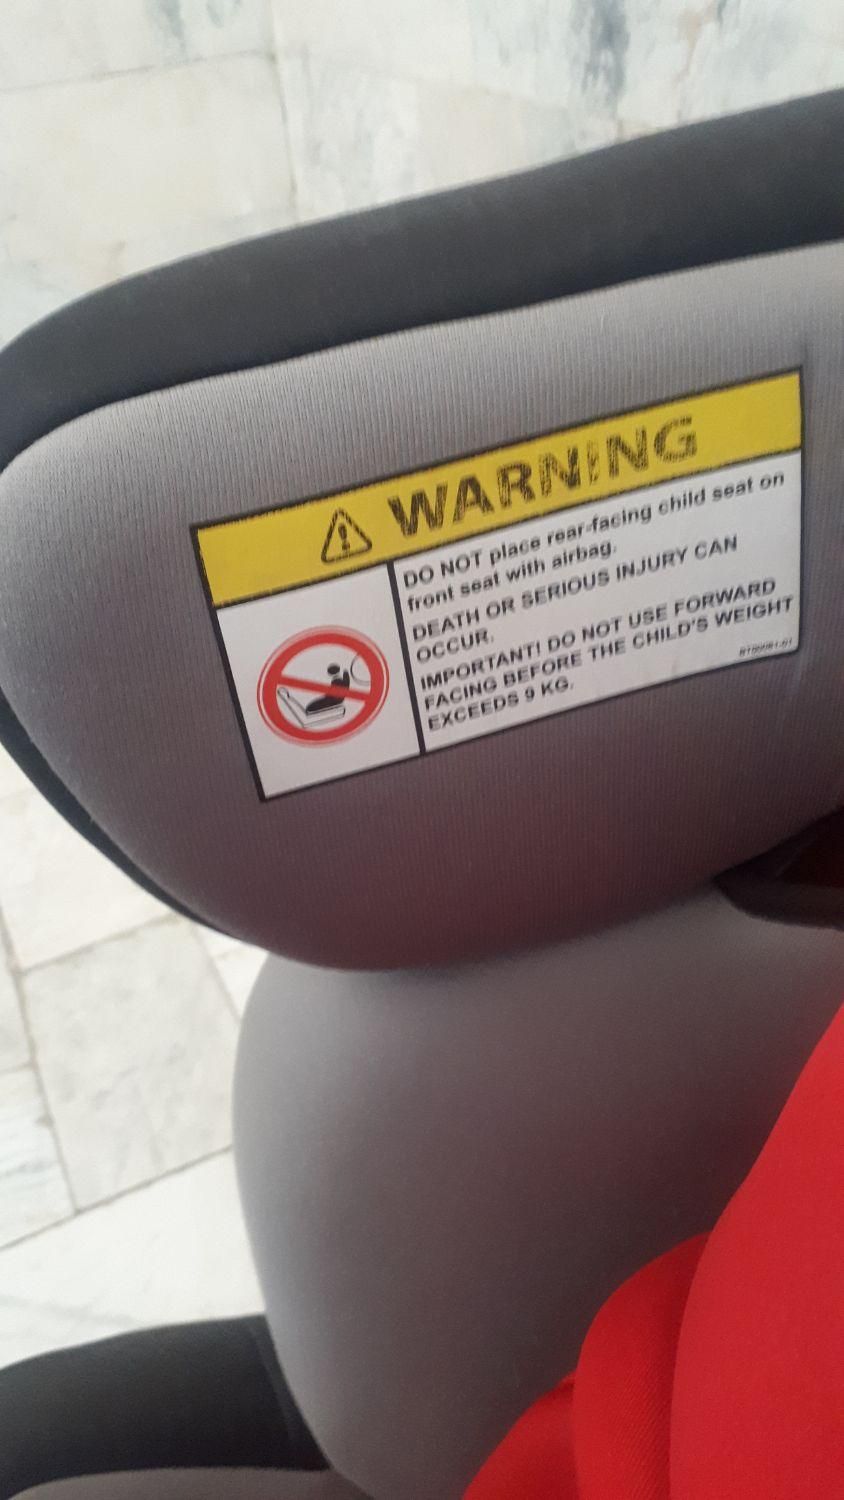 WARNING
DO NOT place rear-facing child seat on
front seat with airbag.
DEATH OR SERIOUS INJURY CAN
OCCUR.
IMPORTANT! DO NOT USE FORWARD
FACING BEFORE THE CHILD'S WEIGHT
EXCEEDS 9 KG.